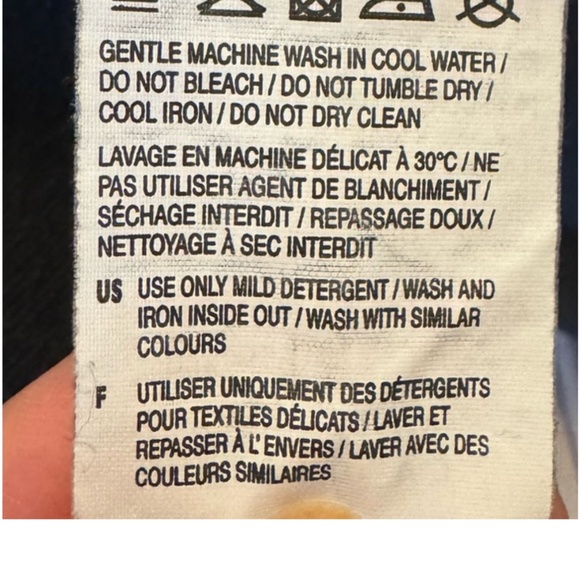 GENTLE MACHINE WASH IN COOL WATER /
DO NOT BLEACH / DO NOT TUMBLE DRY /
COOL IRON / DO NOT DRY CLEAN
LAVAGE EN MACHINE DÉLICAT À 30°C / NE
PAS UTILISER AGENT DE BLANCHIMENT /
SÉCHAGE INTERDIT / REPASSAGE DOUX /
NETTOYAGE À SEC INTERDIT
US USE ONLY MILD DETERGENT / WASH AND
IRON INSIDE OUT / WASH WITH SIMILAR
COLOURS
F UTILISER UNIQUEMENT DES DÉTERGENTS
POUR TEXTILES DÉLICATS / LAVER ET
REPASSER À L' ENVERS / LAVER AVEC DES
COULEURS SIMILAIRES